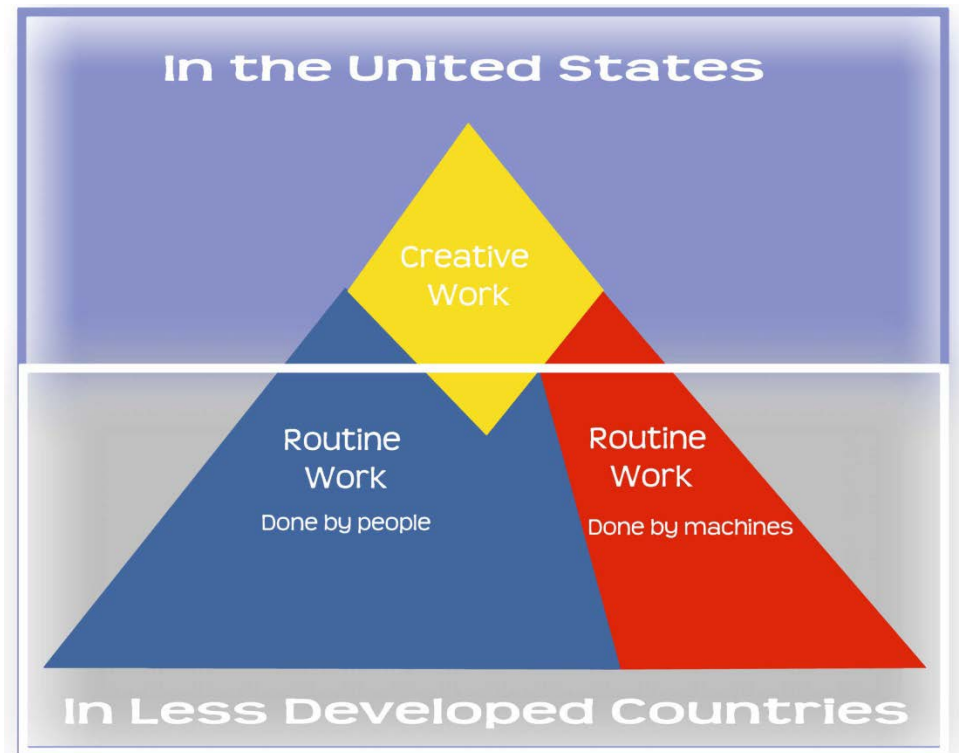 In the United States
Creative
Work
Routine
Work
Done by people
Routine
Work
Done by machines
In Less Developed Countries